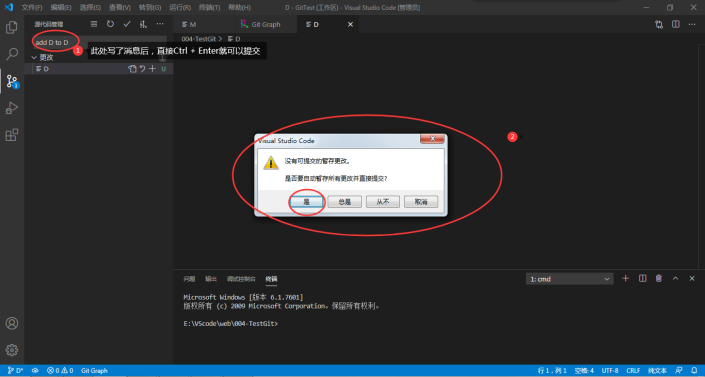 文件(F) 编辑(E) 选择(S) 查看(V) 转到(G) 运行(R) 终端(T) 帮助(H) D - GitTest (工作区) - Visual Studio Code [管理员]
源代码管理
M Git Graph D
004-TestGit > D
add D to D
1 此处写了消息后，直接Ctrl + Enter就可以提交
更改
D U
2
Visual Studio Code
没有可提交的暂存更改。
是否要自动暂存所有更改并直接提交?
是 总是 从不 取消
问题 输出 调试控制台 终端 1: cmd
Microsoft Windows [版本 6.1.7601]
版权所有 (c) 2009 Microsoft Corporation。保留所有权利。
E:\VScode\web\004-TestGit>
D* 0 0 Git Graph 行 1，列 1 空格: 4 UTF-8 CRLF 纯文本